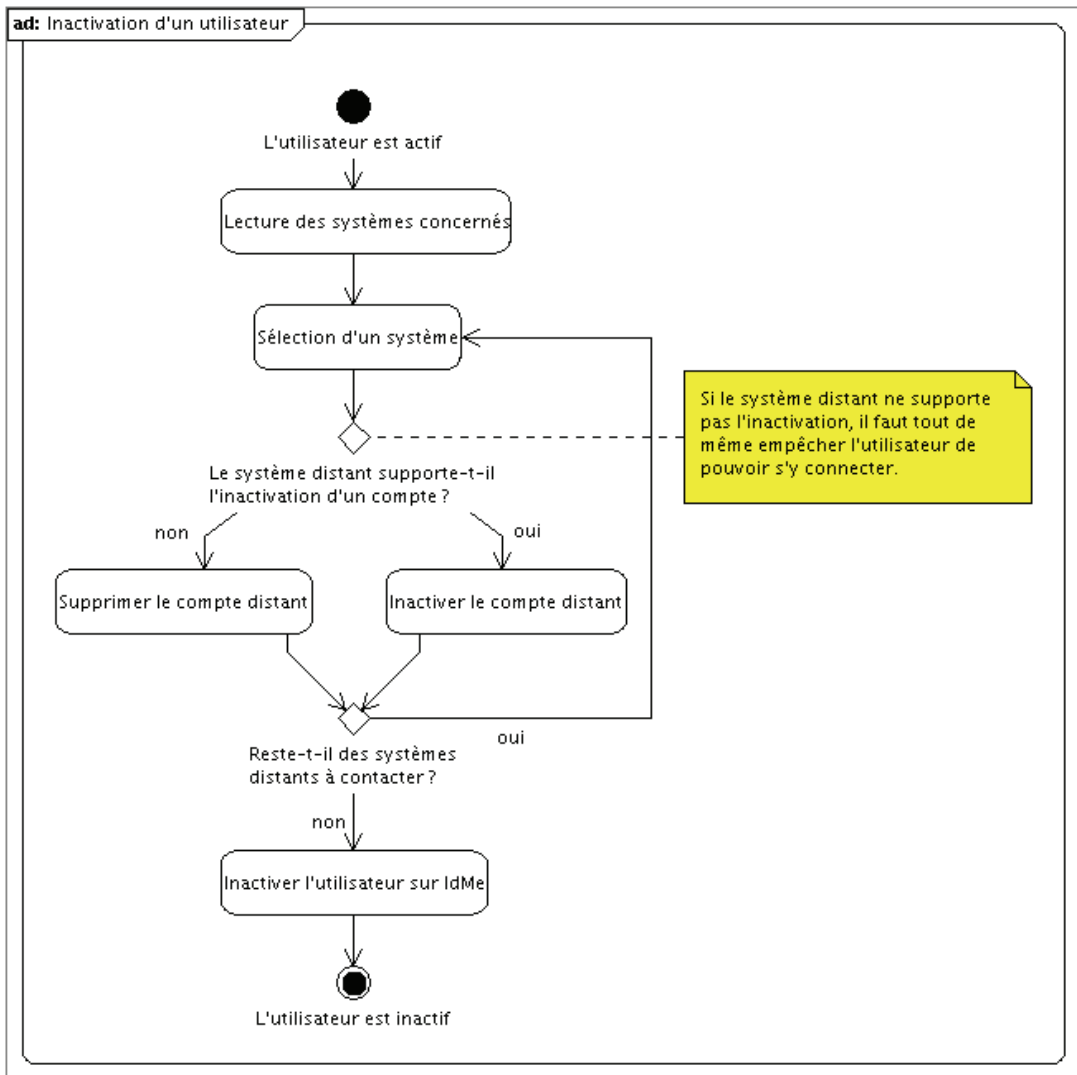 ad: Inactivation d'un utilisateur
L'utilisateur est actif
Lecture des systèmes concernés
Sélection d'un système
Si le système distant ne supporte
pas l'inactivation, il faut tout de
même empêcher l'utilisateur de
pouvoir s'y connecter.
Le système distant supporte-t-il
l'inactivation d'un compte ?
non
oui
Supprimer le compte distant
Inactiver le compte distant
oui
Reste-t-il des systèmes
distants à contacter ?
non
Inactiver l'utilisateur sur IdMe
L'utilisateur est inactif